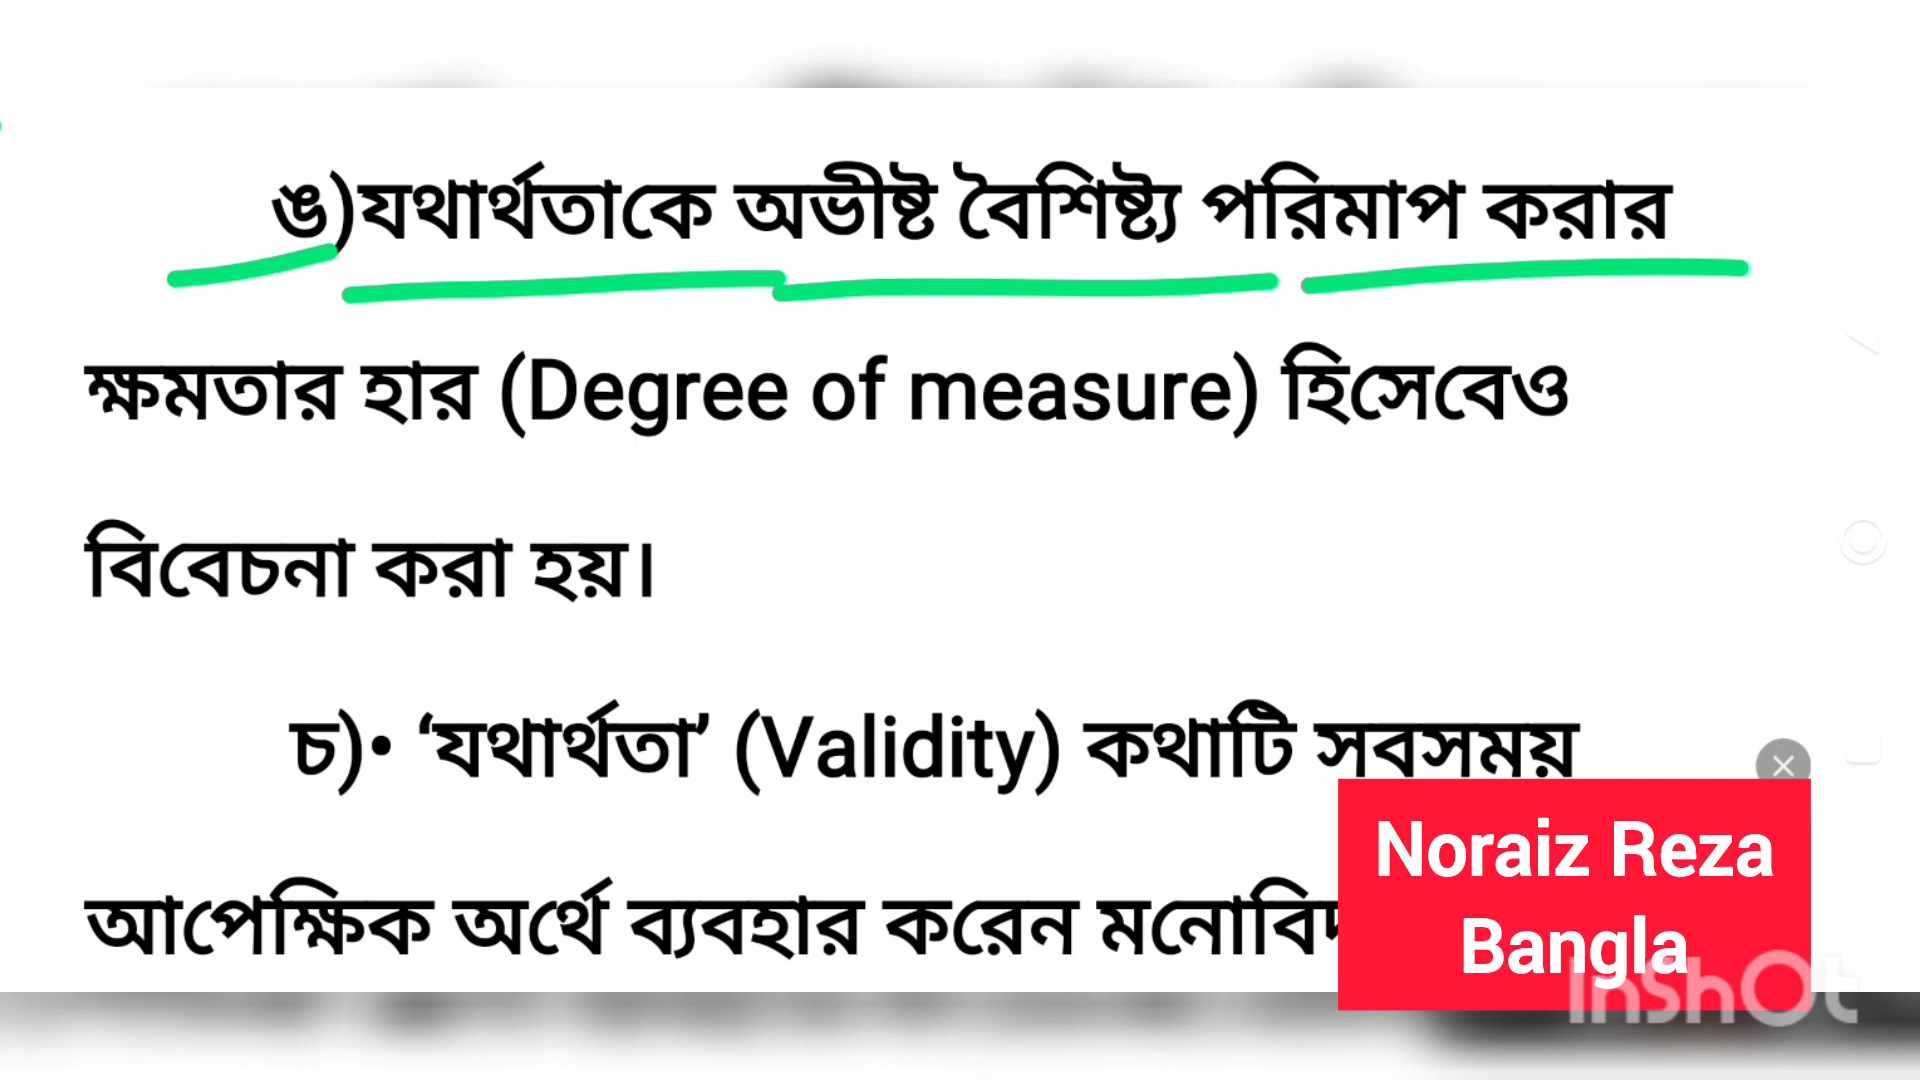 ঙ)যথার্থতাকে অভীষ্ট বৈশিষ্ট্য পরিমাপ করার
ক্ষমতার হার (Degree of measure) হিসেবেও
বিবেচনা করা হয়।
চ)• ‘যথার্থতা’ (Validity) কথাটি সবসময়
আপেক্ষিক অর্থে ব্যবহার করেন
Noraiz Reza
Bangla
InShOt